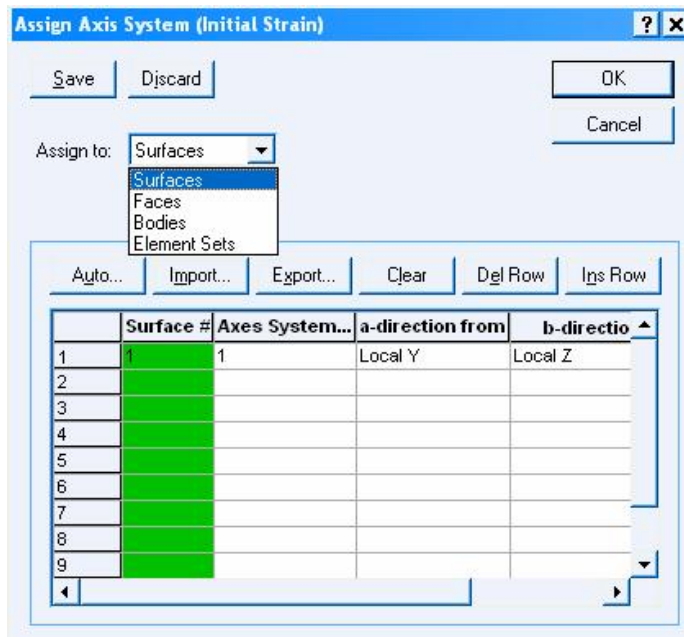 Assign Axis System (Initial Strain)
Save Discard OK
Cancel
Assign to: Surfaces
Surfaces
Faces
Bodies
Element Sets
Auto... Import... Export... Clear Del Row Ins Row
Surface # Axes System... a-direction from b-directio
1 1 1 Local Y Local Z
2
3
4
5
6
7
8
9